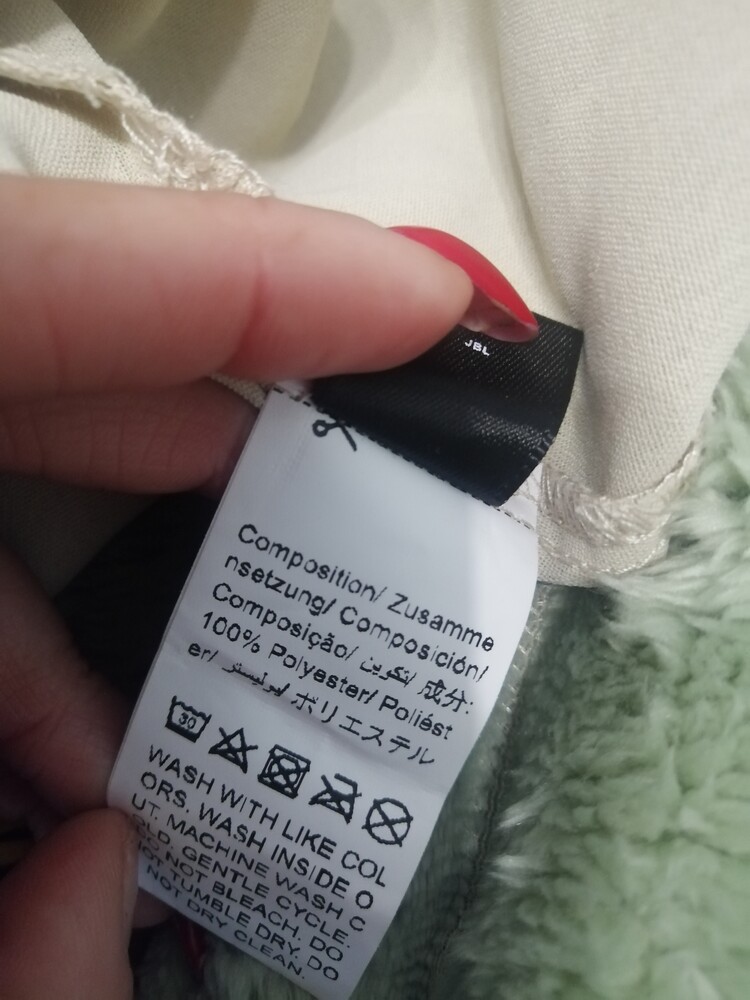 JBL
Composition/ Zusamme
nsetzung/ Composición/
Composição/ تكوين/ 成分:
100% Polyester/ Poliést
er/ بوليستر/ ポリエステル
30
WASH WITH LIKE COL
ORS. WASH INSIDE O
UT. MACHINE WASH C
OLD, GENTLE CYCLE.
DO NOT BLEACH, DO
NOT TUMBLE DRY. DO
NOT DRY CLEAN.